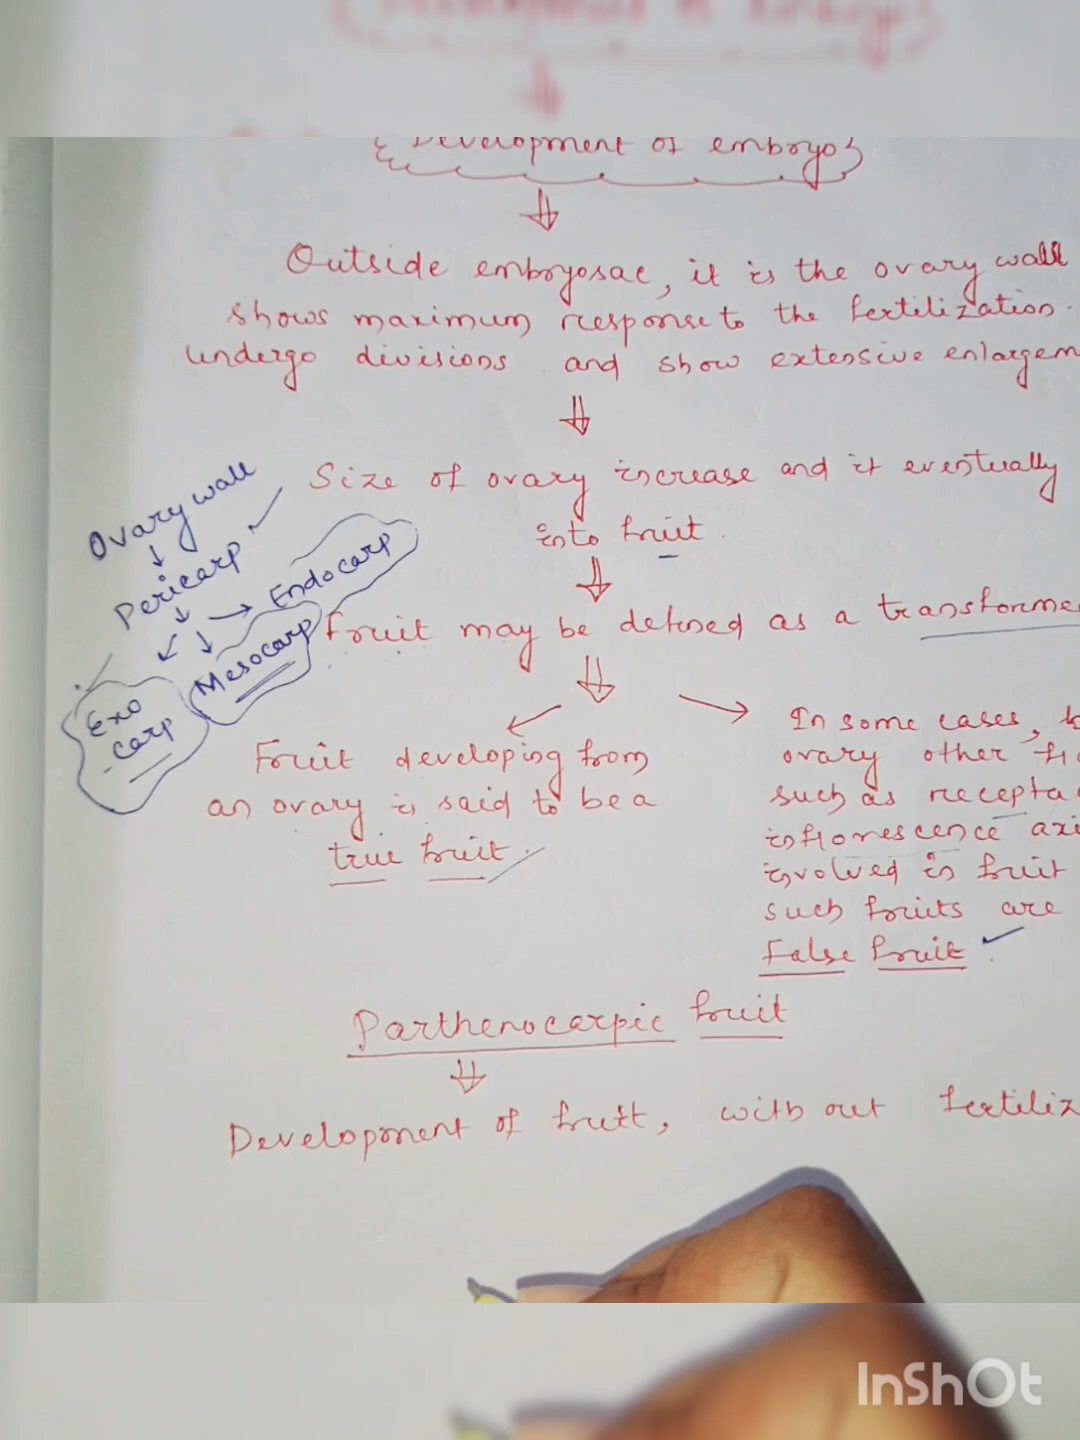 Development of embryo
Outside embryosac, it is the ovary wall
shows maximum response to the fertilization.
undergo divisions and show extensive enlargem
Size of ovary increase and it eventually
into fruit.
Ovary wall
Pericarp
Endocarp
Mesocarp
Exo
carp
Fruit may be defined as a transforme
Fruit developing from
an ovary is said to be a
true fruit.
In some cases,
ovary other
such as recepta
inflorescence axi
involved in fruit
such fruits are
False fruit.
Parthenocarpic fruit
Development of fruit, with out fertiliz
InShOt